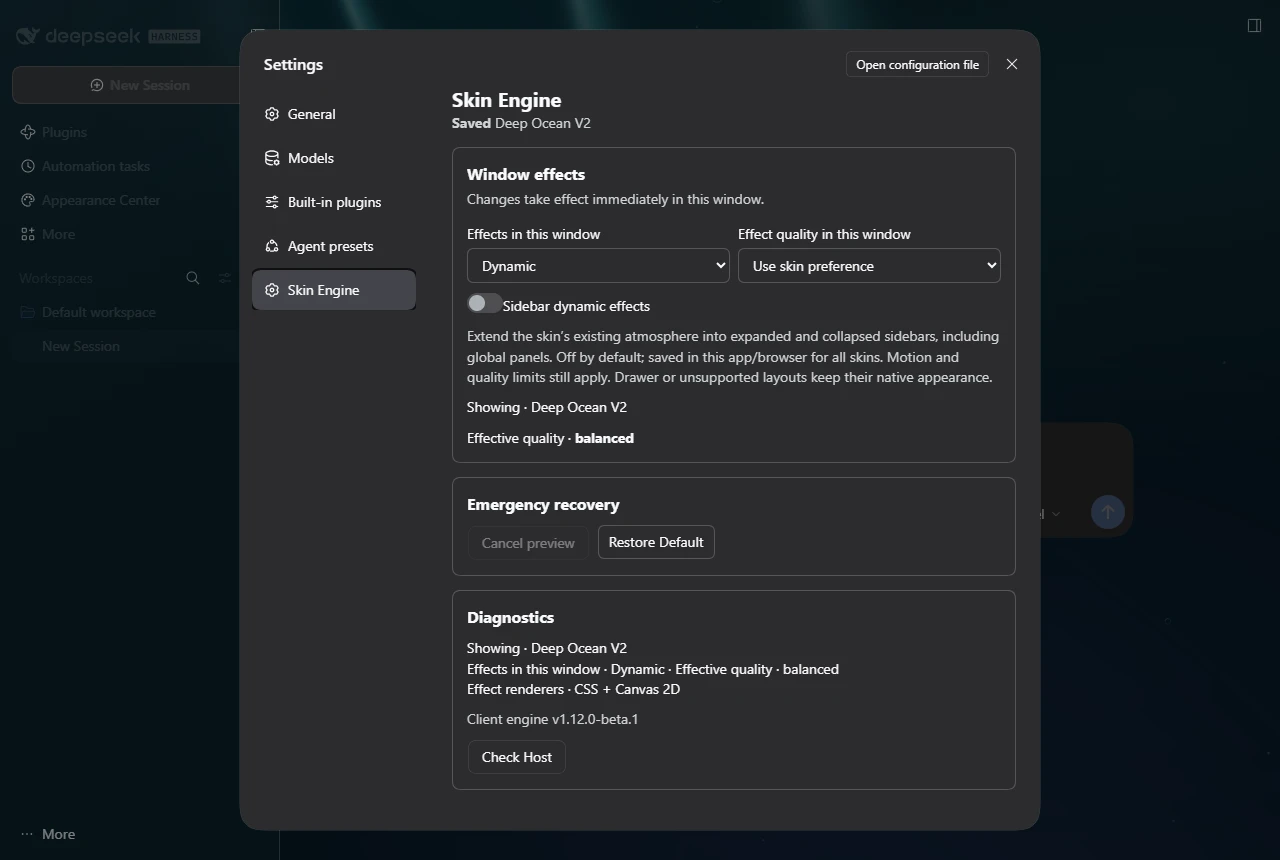 deepseek HARNESS
New Session
Plugins
Automation tasks
Appearance Center
More
Workspaces
Default workspace
New Session
More
Settings
Open configuration file
General
Models
Built-in plugins
Agent presets
Skin Engine
Skin Engine
Saved Deep Ocean V2
Window effects
Changes take effect immediately in this window.
Effects in this window
Effect quality in this window
Dynamic
Use skin preference
Sidebar dynamic effects
Extend the skin's existing atmosphere into expanded and collapsed sidebars, including
global panels. Off by default; saved in this app/browser for all skins. Motion and
quality limits still apply. Drawer or unsupported layouts keep their native appearance.
Showing · Deep Ocean V2
Effective quality · balanced
Emergency recovery
Cancel preview
Restore Default
Diagnostics
Showing · Deep Ocean V2
Effects in this window · Dynamic · Effective quality · balanced
Effect renderers · CSS + Canvas 2D
Client engine v1.12.0-beta.1
Check Host